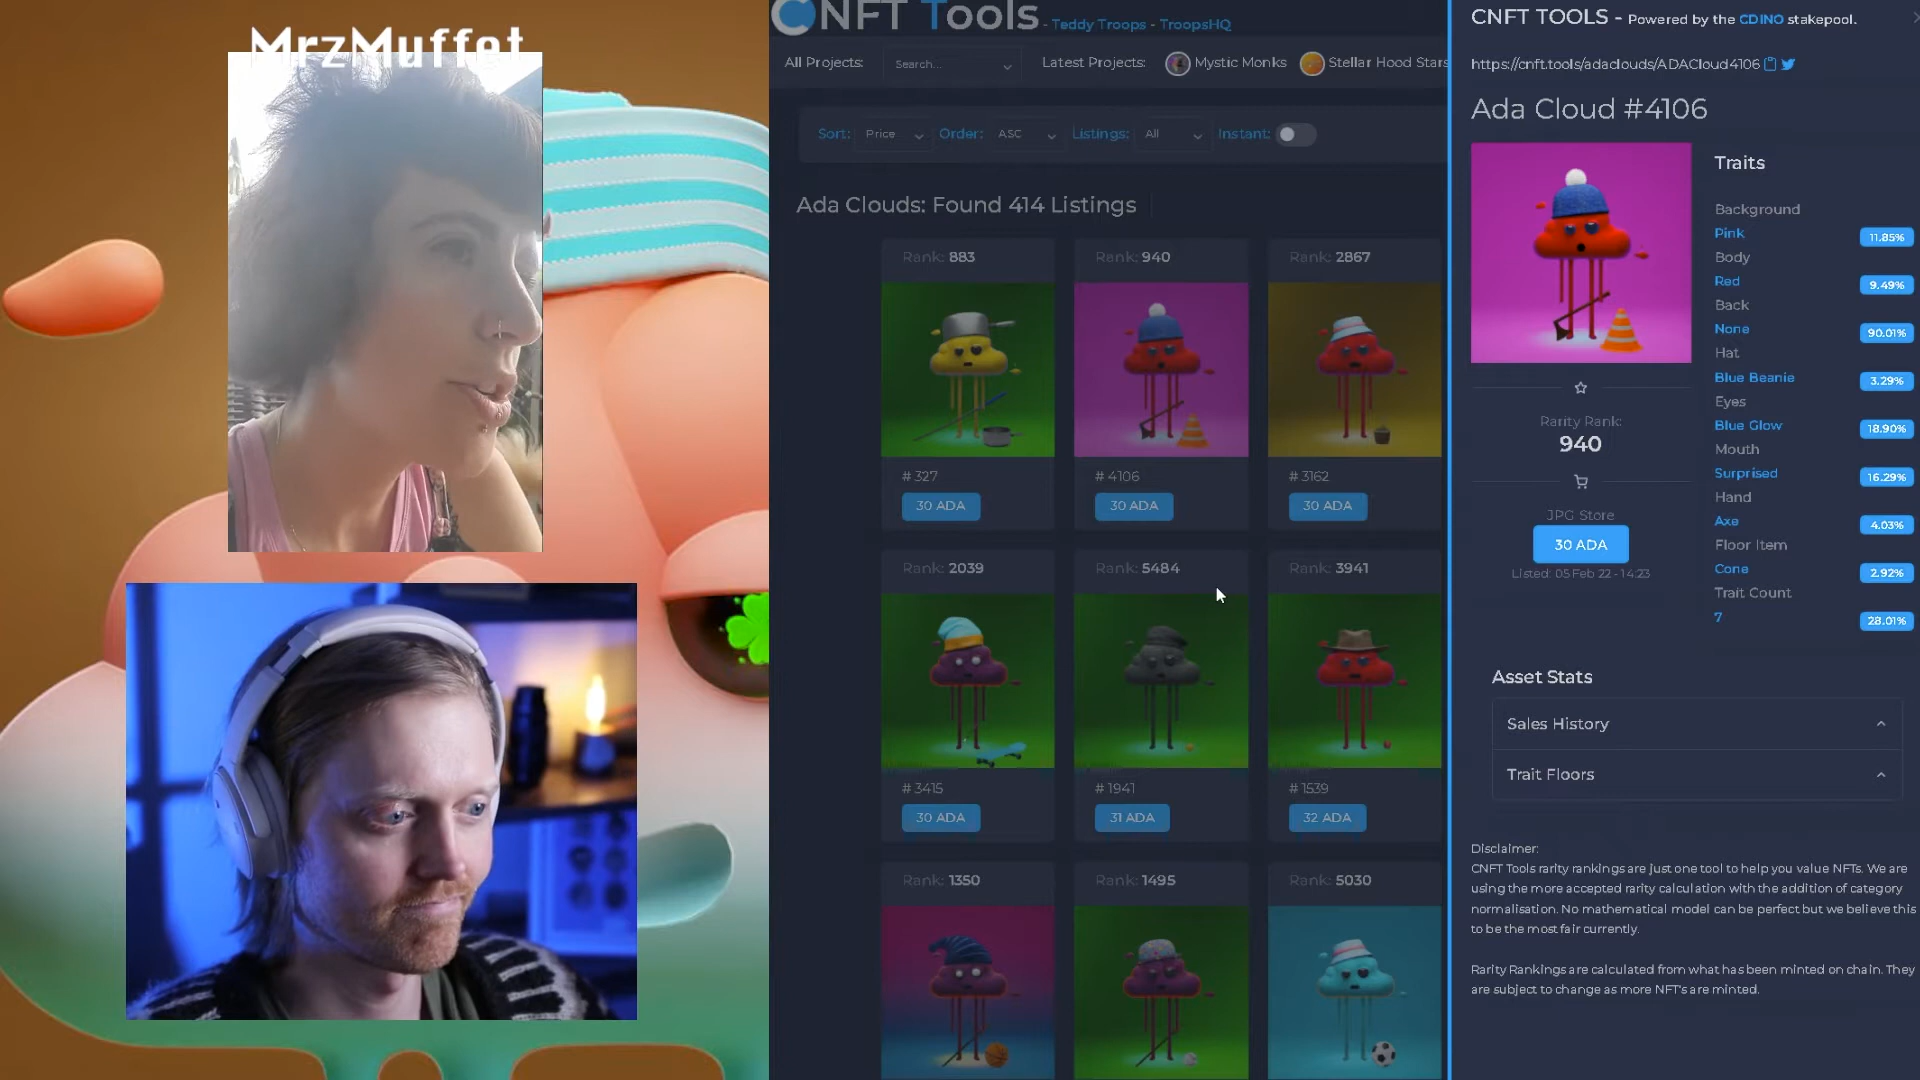 MrzMuffet
CNFT Tools - Teddy Troops - TroopsHQ
All Projects: Search... Latest Projects: Mystic Monks Stellar Hood Stars
Sort: Price Order: ASC Listings: All Instant:
Ada Clouds: Found 414 Listings
Rank: 883 Rank: 940 Rank: 2867
# 327 # 4106 # 3162
30 ADA 30 ADA 30 ADA
Rank: 2039 Rank: 5484 Rank: 3941
# 3415 # 1941 # 1539
30 ADA 31 ADA 32 ADA
Rank: 1350 Rank: 1495 Rank: 5030
CNFT TOOLS - Powered by the CDINO stakepool.
https://cnft.tools/adaclouds/ADACloud4106
Ada Cloud #4106
Rarity Rank:
940
JPG Store
30 ADA
Listed: 05 Feb 22 - 14:23
Traits
Background
Pink 11.85%
Body
Red 9.49%
Back
None 90.01%
Hat
Blue Beanie 3.29%
Eyes
Blue Glow 18.90%
Mouth
Surprised 16.29%
Hand
Axe 4.03%
Floor Item
Cone 2.92%
Trait Count
7 28.01%
Asset Stats
Sales History
Trait Floors
Disclaimer:
CNFT Tools rarity rankings are just one tool to help you value NFTs. We are
using the more accepted rarity calculation with the addition of category
normalisation. No mathematical model can be perfect but we believe this
to be the most fair currently.
Rarity Rankings are calculated from what has been minted on chain. They
are subject to change as more NFT's are minted.